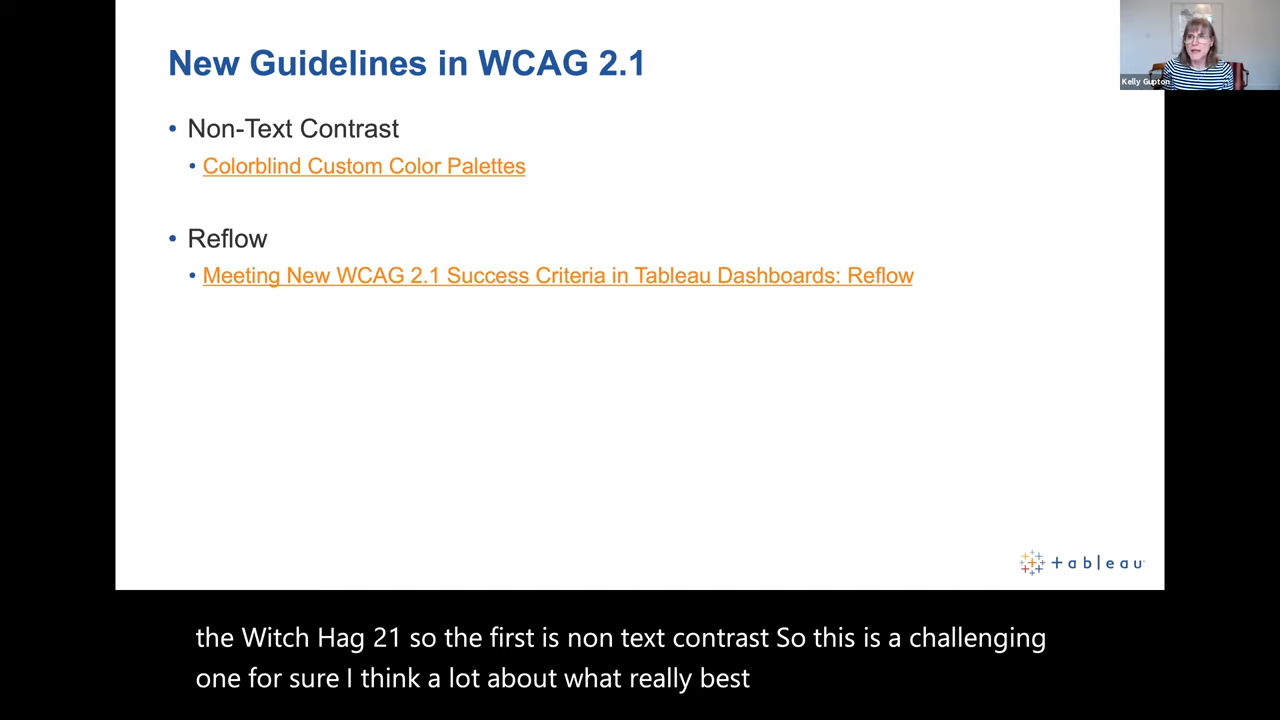 New Guidelines in WCAG 2.1
Kelly Gupton
• Non-Text Contrast
• Colorblind Custom Color Palettes
• Reflow
• Meeting New WCAG 2.1 Success Criteria in Tableau Dashboards: Reflow
+ableau
the Witch Hag 21 so the first is non text contrast So this is a challenging
one for sure I think a lot about what really best